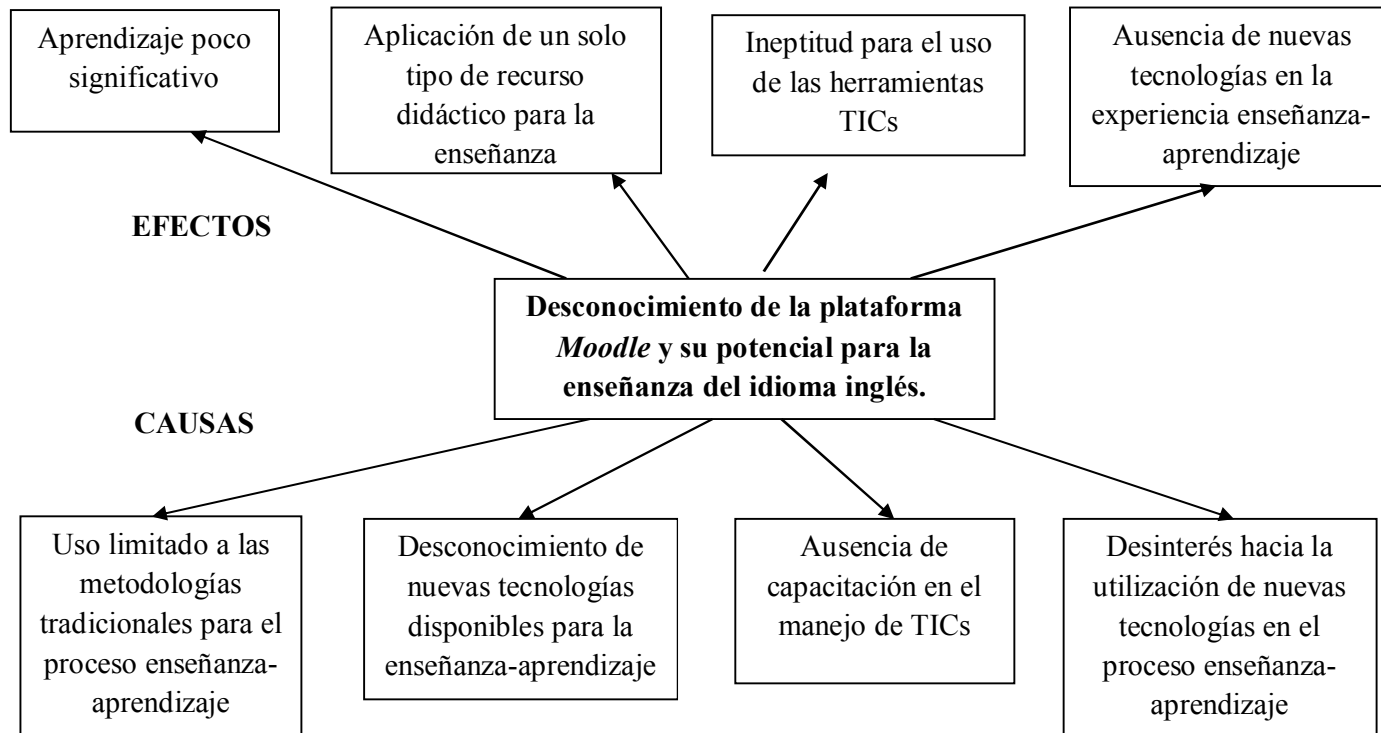 Aprendizaje poco
significativo
Aplicación de un solo
tipo de recurso
didáctico para la
enseñanza
Ineptitud para el uso
de las herramientas
TICs
Ausencia de nuevas
tecnologías en la
experiencia enseñanza-
aprendizaje
EFECTOS
Desconocimiento de la plataforma
Moodle y su potencial para la
enseñanza del idioma inglés.
CAUSAS
Uso limitado a las
metodologías
tradicionales para el
proceso enseñanza-
aprendizaje
Desconocimiento de
nuevas tecnologías
disponibles para la
enseñanza-aprendizaje
Ausencia de
capacitación en el
manejo de TICs
Desinterés hacia la
utilización de nuevas
tecnologías en el
proceso enseñanza-
aprendizaje